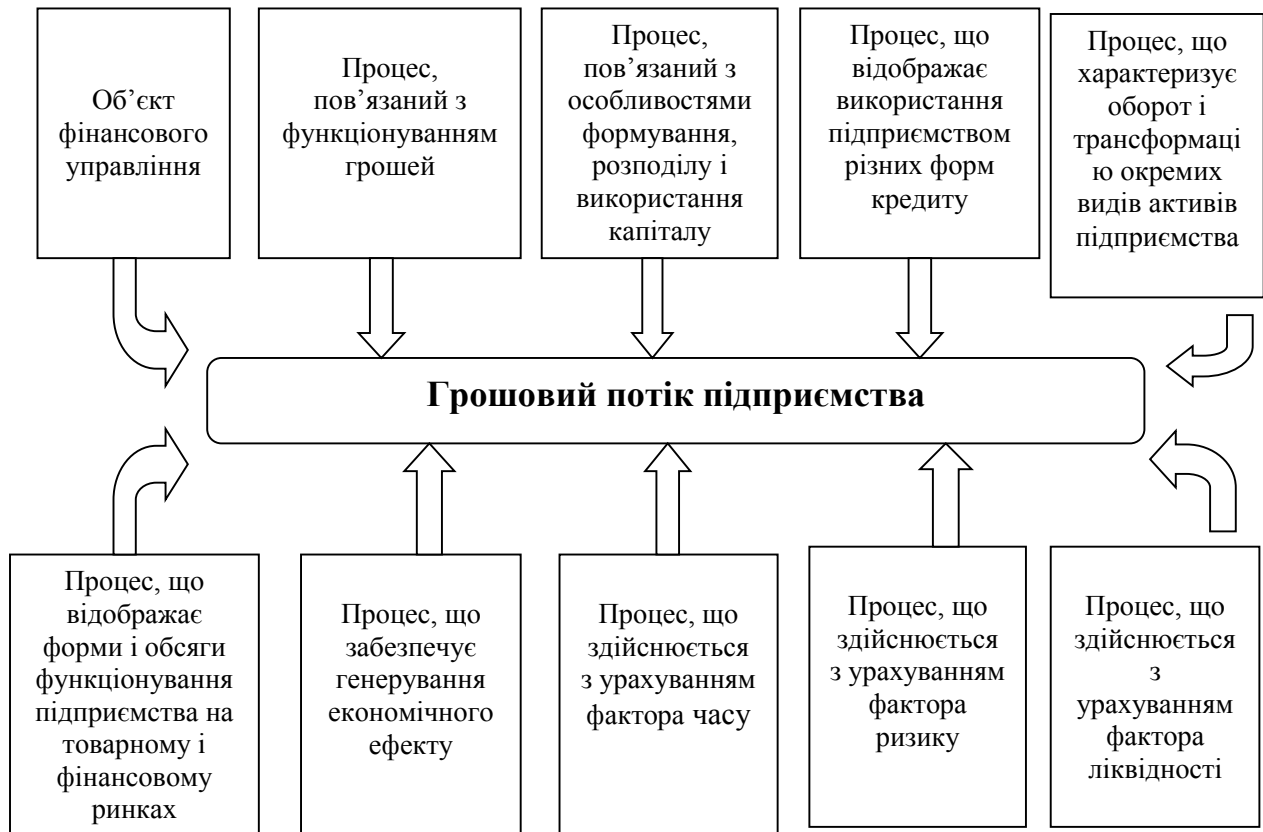 Об’єкт
фінансового
управління
Процес,
пов’язаний з
функціонуванням
грошей
Процес,
пов’язаний з
особливостями
формування,
розподілу і
використання
капіталу
Процес, що
відображає
використання
підприємством
різних форм
кредиту
Процес, що
характеризує
оборот і
трансформаці
ю окремих
видів активів
підприємства
Грошовий потік підприємства
Процес, що
відображає
форми і обсяги
функціонування
підприємства на
товарному і
фінансовому
ринках
Процес, що
забезпечує
генерування
економічного
ефекту
Процес, що
здійснюється
з урахуванням
фактора часу
Процес, що
здійснюється
з урахуванням
фактора
ризику
Процес, що
здійснюється
з
урахуванням
фактора
ліквідності